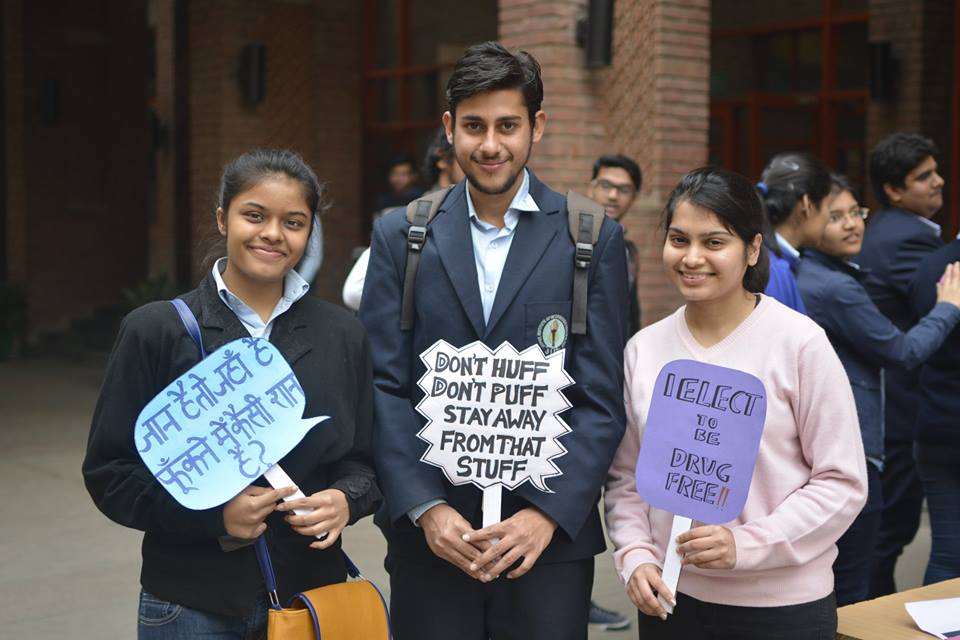 जान है तो जहाँ है
फूँकने में कैसी शान
है?
DON'T HUFF
DON'T PUFF
STAY AWAY
FROM THAT
STUFF
I ELECT
TO
BE
DRUG
FREE!!